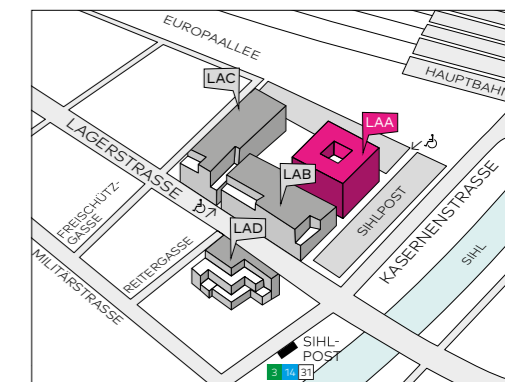 EUROPAALLEE
HAUPTBAHN
LAC
LAA
LAGERSTRASSE
LAB
FREISCHÜTZ-
GASSE
SIHLPOST
KASERNENSTRASSE
SIHL
LAD
REITERGASSE
MILITÄRSTRASSE
SIHL-
POST
3 14 31